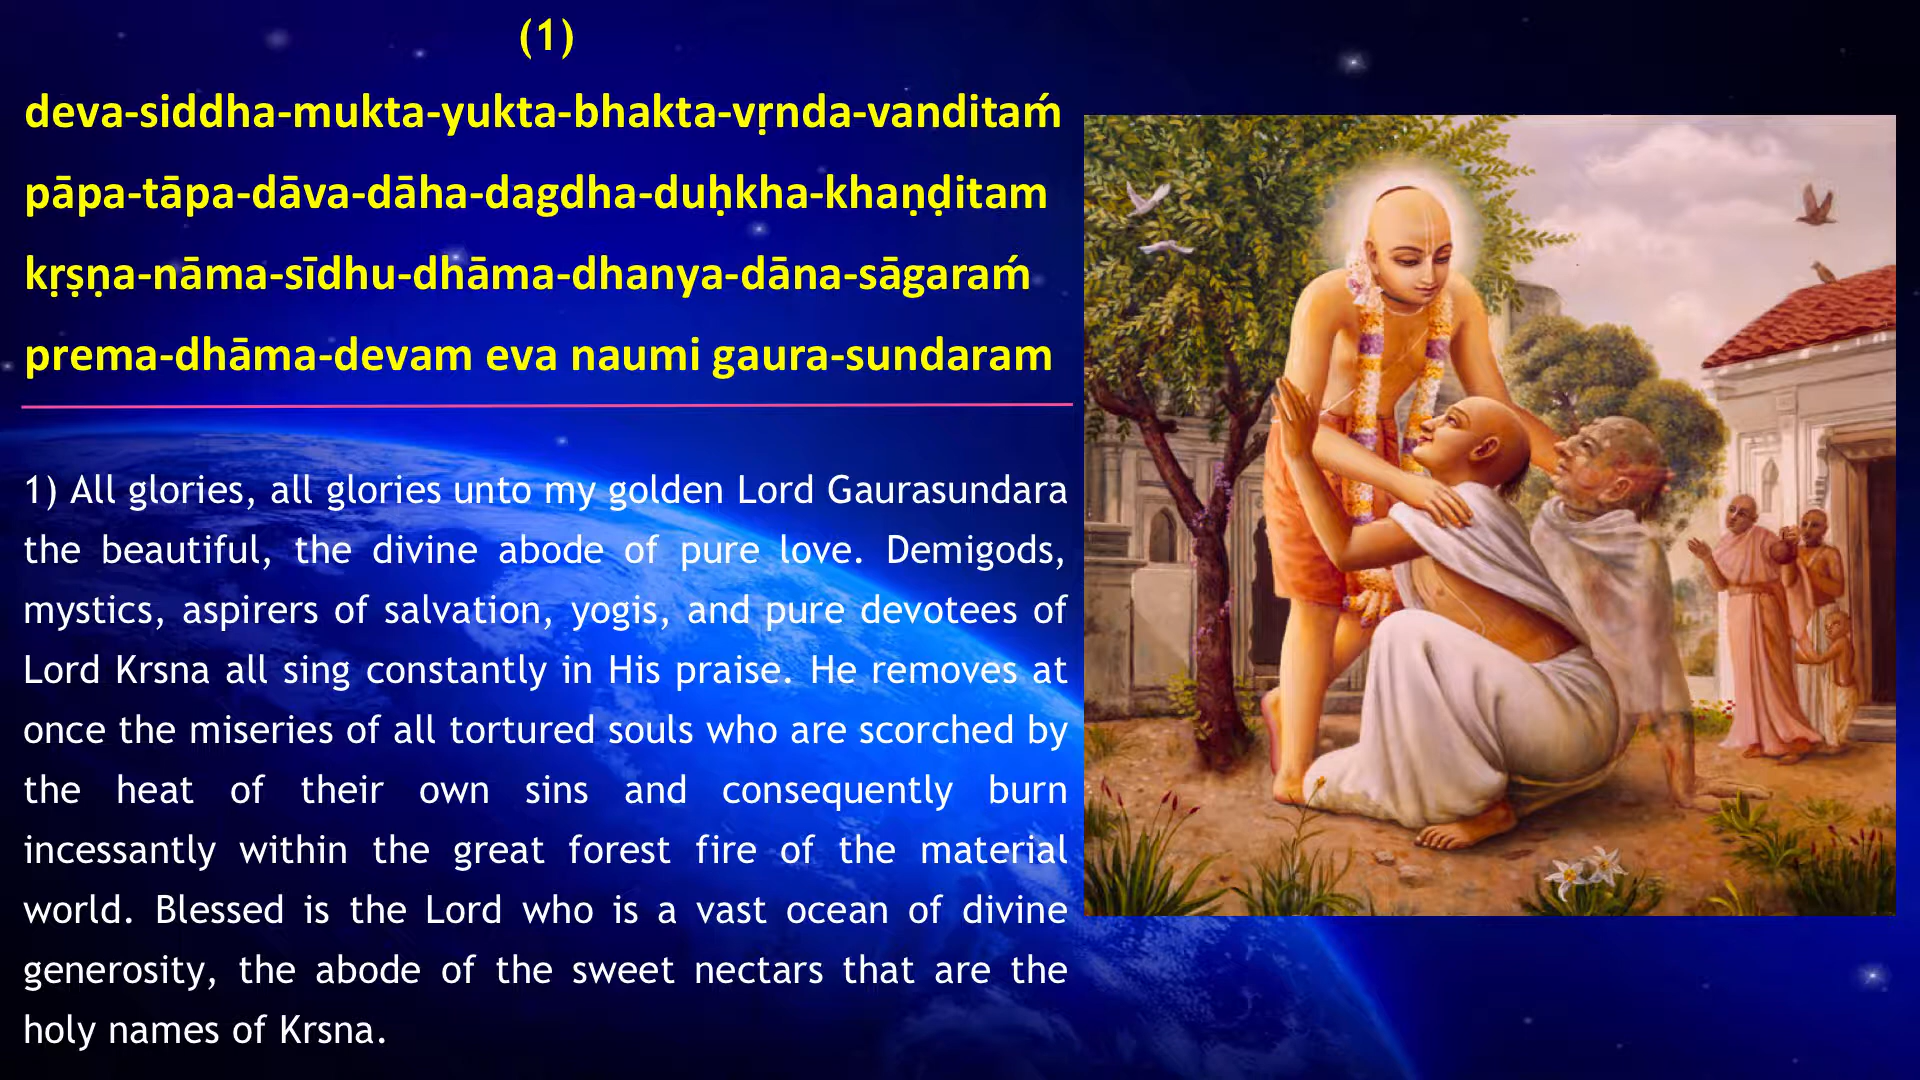 (1)
deva-siddha-mukta-yukta-bhakta-vṛnda-vanditaḿ
pāpa-tāpa-dāva-dāha-dagdha-duḥkha-khaṇḍitam
kṛṣṇa-nāma-sīdhu-dhāma-dhanya-dāna-sāgaraḿ
prema-dhāma-devam eva naumi gaura-sundaram
1) All glories, all glories unto my golden Lord Gaurasundara
the beautiful, the divine abode of pure love. Demigods,
mystics, aspirers of salvation, yogis, and pure devotees of
Lord Krsna all sing constantly in His praise. He removes at
once the miseries of all tortured souls who are scorched by
the heat of their own sins and consequently burn
incessantly within the great forest fire of the material
world. Blessed is the Lord who is a vast ocean of divine
generosity, the abode of the sweet nectars that are the
holy names of Krsna.